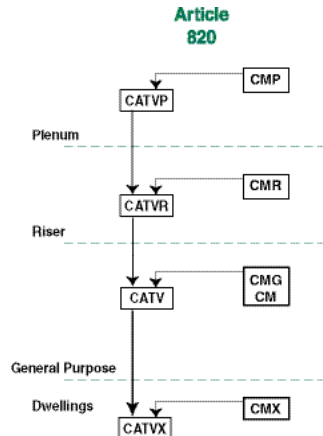 Article
820
CMP
CATVP
Plenum
CMR
CATVR
Riser
CMG
CM
CATV
General Purpose
Dwellings
CMX
CATVX